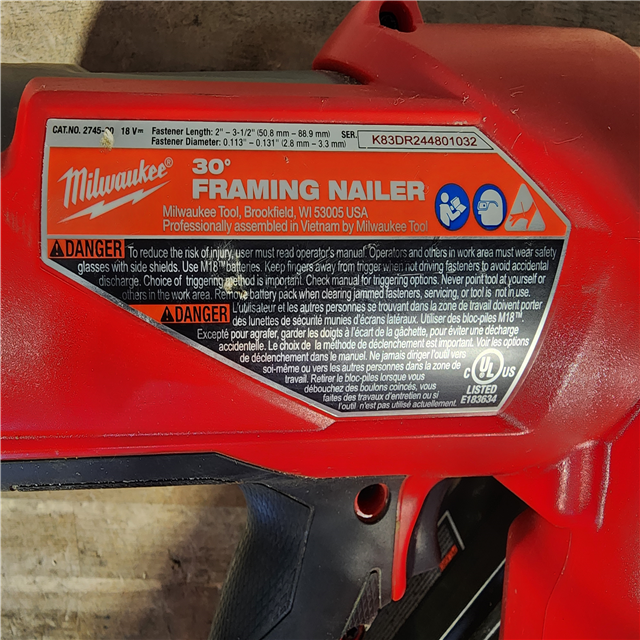 CAT.NO. 2745-20 18 V⎓ Fastener Length: 2" – 3-1/2" (50.8 mm – 88.9 mm) SER.
Fastener Diameter: 0.113" – 0.131" (2.8 mm – 3.3 mm)
K83DR244801032
Milwaukee®
30°
FRAMING NAILER
Milwaukee Tool, Brookfield, WI 53005 USA
Professionally assembled in Vietnam by Milwaukee Tool
DANGER To reduce the risk of injury, user must read operator's manual. Operators and others in work area must wear safety
glasses with side shields. Use M18™ batteries. Keep fingers away from trigger when not driving fasteners to avoid accidental
discharge. Choice of triggering method is important. Check manual for triggering options. Never point tool at yourself or
others in the work area. Remove battery pack when clearing jammed fasteners, servicing, or tool is not in use.
DANGER L'utilisateur et les autres personnes se trouvant dans la zone de travail doivent porter
des lunettes de sécurité munies d'écrans latéraux. Utiliser des bloc-piles M18™.
Excepté pour agrafer, garder les doigts à l'écart de la gâchette, pour éviter une décharge
accidentelle. Le choix de la méthode de déclenchement est important. Voir les options
de déclenchement dans le manuel. Ne jamais diriger l'outil vers
soi-même ou vers les autres personnes dans la zone de
travail. Retirer le bloc-piles lorsque vous
débouchez des boulons coincés, vous
faites des travaux d'entretien ou si
l'outil n'est pas utilisé actuellement.
C UL US
LISTED
E183634